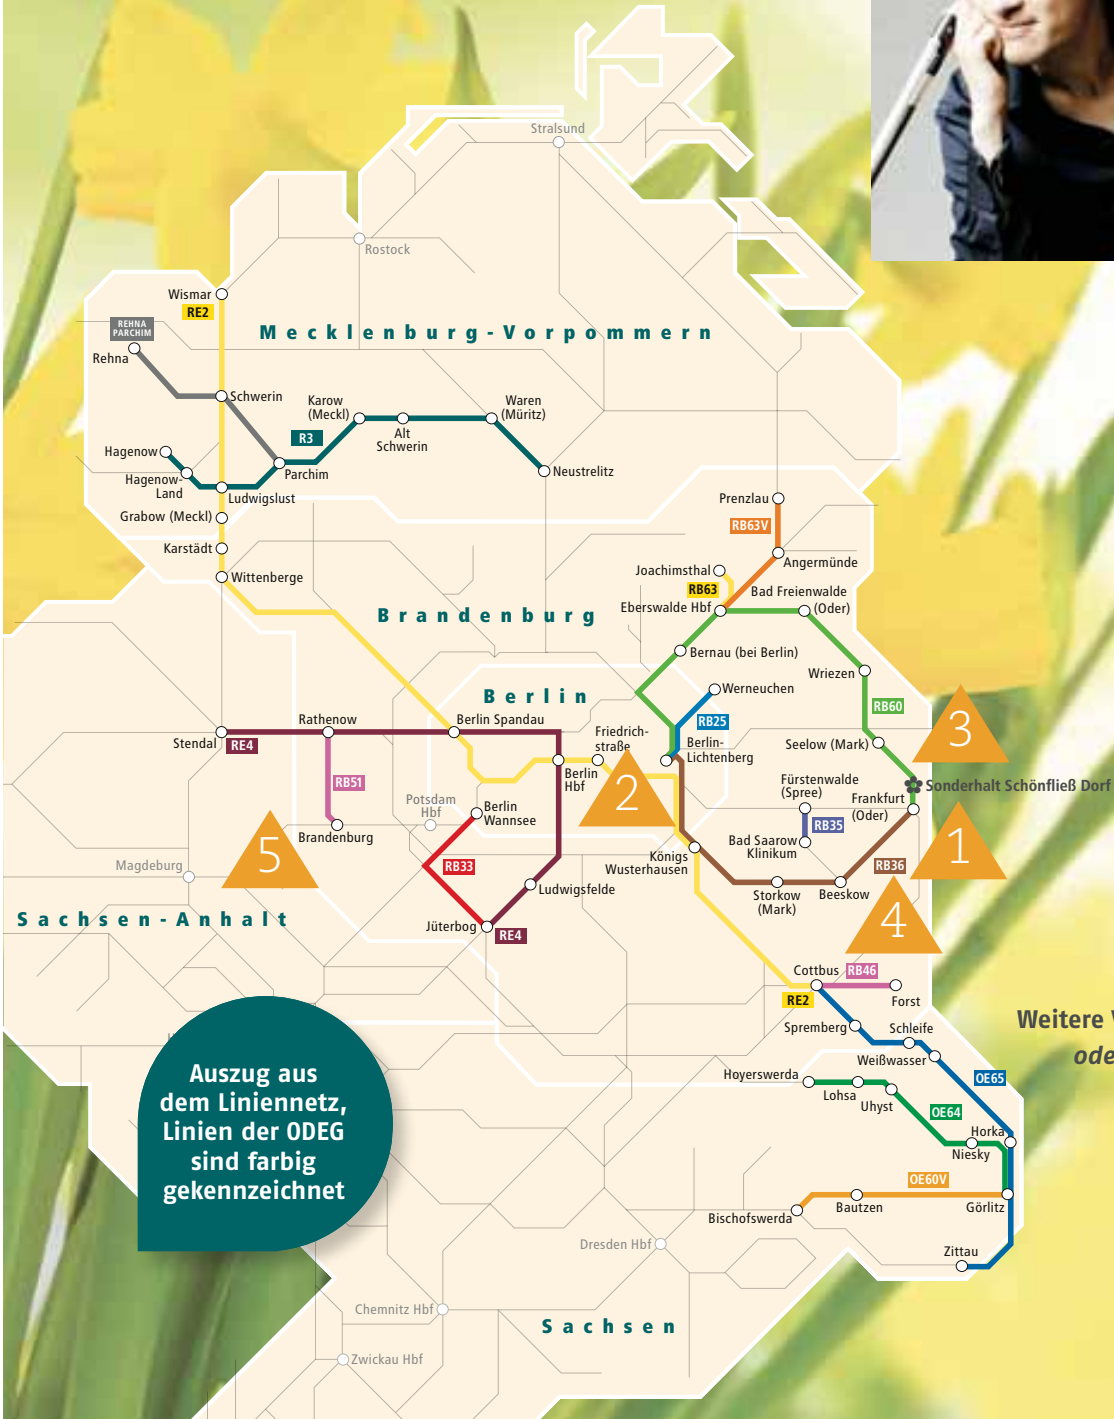 Stralsund
Rostock
Wismar
RE2
Mecklenburg-Vorpommern
REHNA
PARCHIM
Rehna
Schwerin
Karow
(Meckl)
Waren
(Müritz)
R3
Alt
Schwerin
Hagenow
Hagenow-
Land
Parchim
Neustrelitz
Ludwigslust
Grabow (Meckl)
Karstädt
Wittenberge
Prenzlau
RB63V
Angermünde
Joachimsthal
RB63
Bad Freienwalde
(Oder)
Eberswalde Hbf
Brandenburg
Bernau (bei Berlin)
Wriezen
Berlin
Werneuchen
RB60
RB25
3
Rathenow
Berlin Spandau
Friedrich-
straße
Stendal
RE4
Berlin-
Lichtenberg
Seelow (Mark)
Berlin
Hbf
2
RB51
Fürstenwalde
(Spree)
Sonderhalt Schönfließ Dorf
Frankfurt
(Oder)
Potsdam
Hbf
Berlin
Wannsee
RB35
Brandenburg
5
Bad Saarow
Klinikum
1
Königs
Wusterhausen
Magdeburg
RB33
RB36
Ludwigsfelde
Storkow
(Mark)
Beeskow
4
Sachsen-Anhalt
Jüterbog
RE4
Cottbus
RB46
RE2
Forst
Weitere
ode
Spremberg
Schleife
Weißwasser
Hoyerswerda
OE65
Lohsa
Uhyst
OE64
Horka
Niesky
Auszug aus
dem Liniennetz,
Linien der ODEG
sind farbig
gekennzeichnet
OE60V
Bautzen
Görlitz
Bischofswerda
Dresden Hbf
Zittau
Chemnitz Hbf
Sachsen
Zwickau Hbf